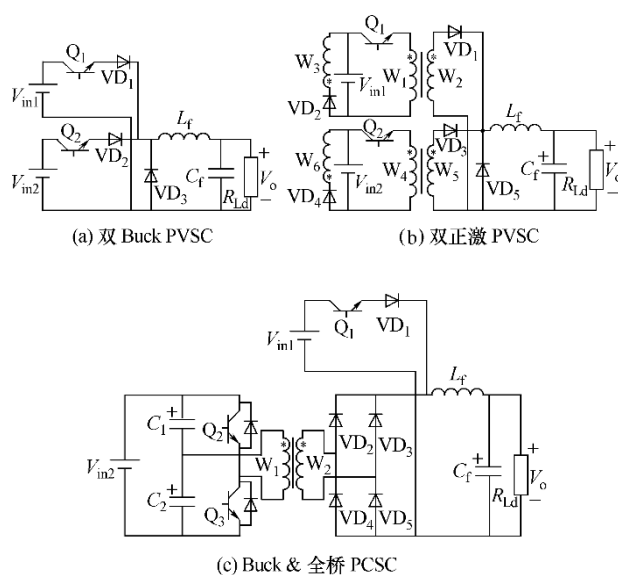 Q1
VD1
Vin1
Q2
VD2
Vin2
VD3
Lf
Cf
RLd
+
Vo
−
(a) 双 Buck PVSC
Q1
VD1
W3
*
Vin1
*
W1
*
W2
VD2
Q2
VD3
Lf
W6
*
Vin2
*
W4
*
W5
VD4
VD5
Cf
+
RLd
+
Vo
−
(b) 双正激 PVSC
Vin1
Q1
VD1
Lf
Vin2
C1
+
C2
+
Q2
Q3
*
W1
*
W2
VD2
VD3
VD4
VD5
Cf
+
RLd
+
Vo
−
(c) Buck & 全桥 PCSC